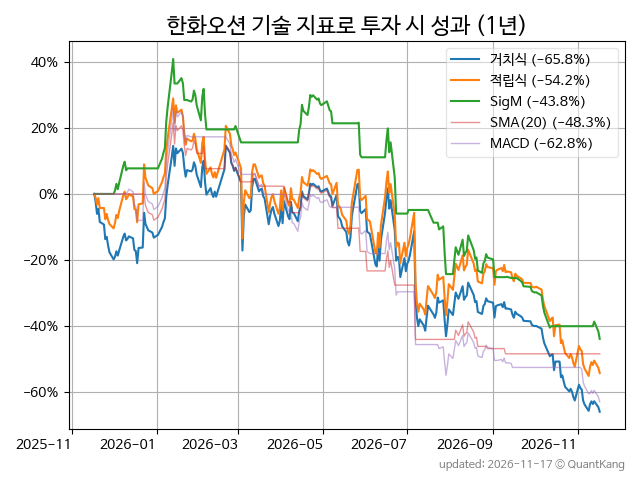 한화오션 기술 지표로 투자 시 성과 (1년)
거치식 (−65.8%)
적립식 (−54.2%)
SigM (−43.8%)
SMA(20) (−48.3%)
MACD (−62.8%)
40%
20%
0%
−20%
−40%
−60%
2025-11 2026-01 2026-03 2026-05 2026-07 2026-09 2026-11
updated: 2026-11-17 © QuantKang